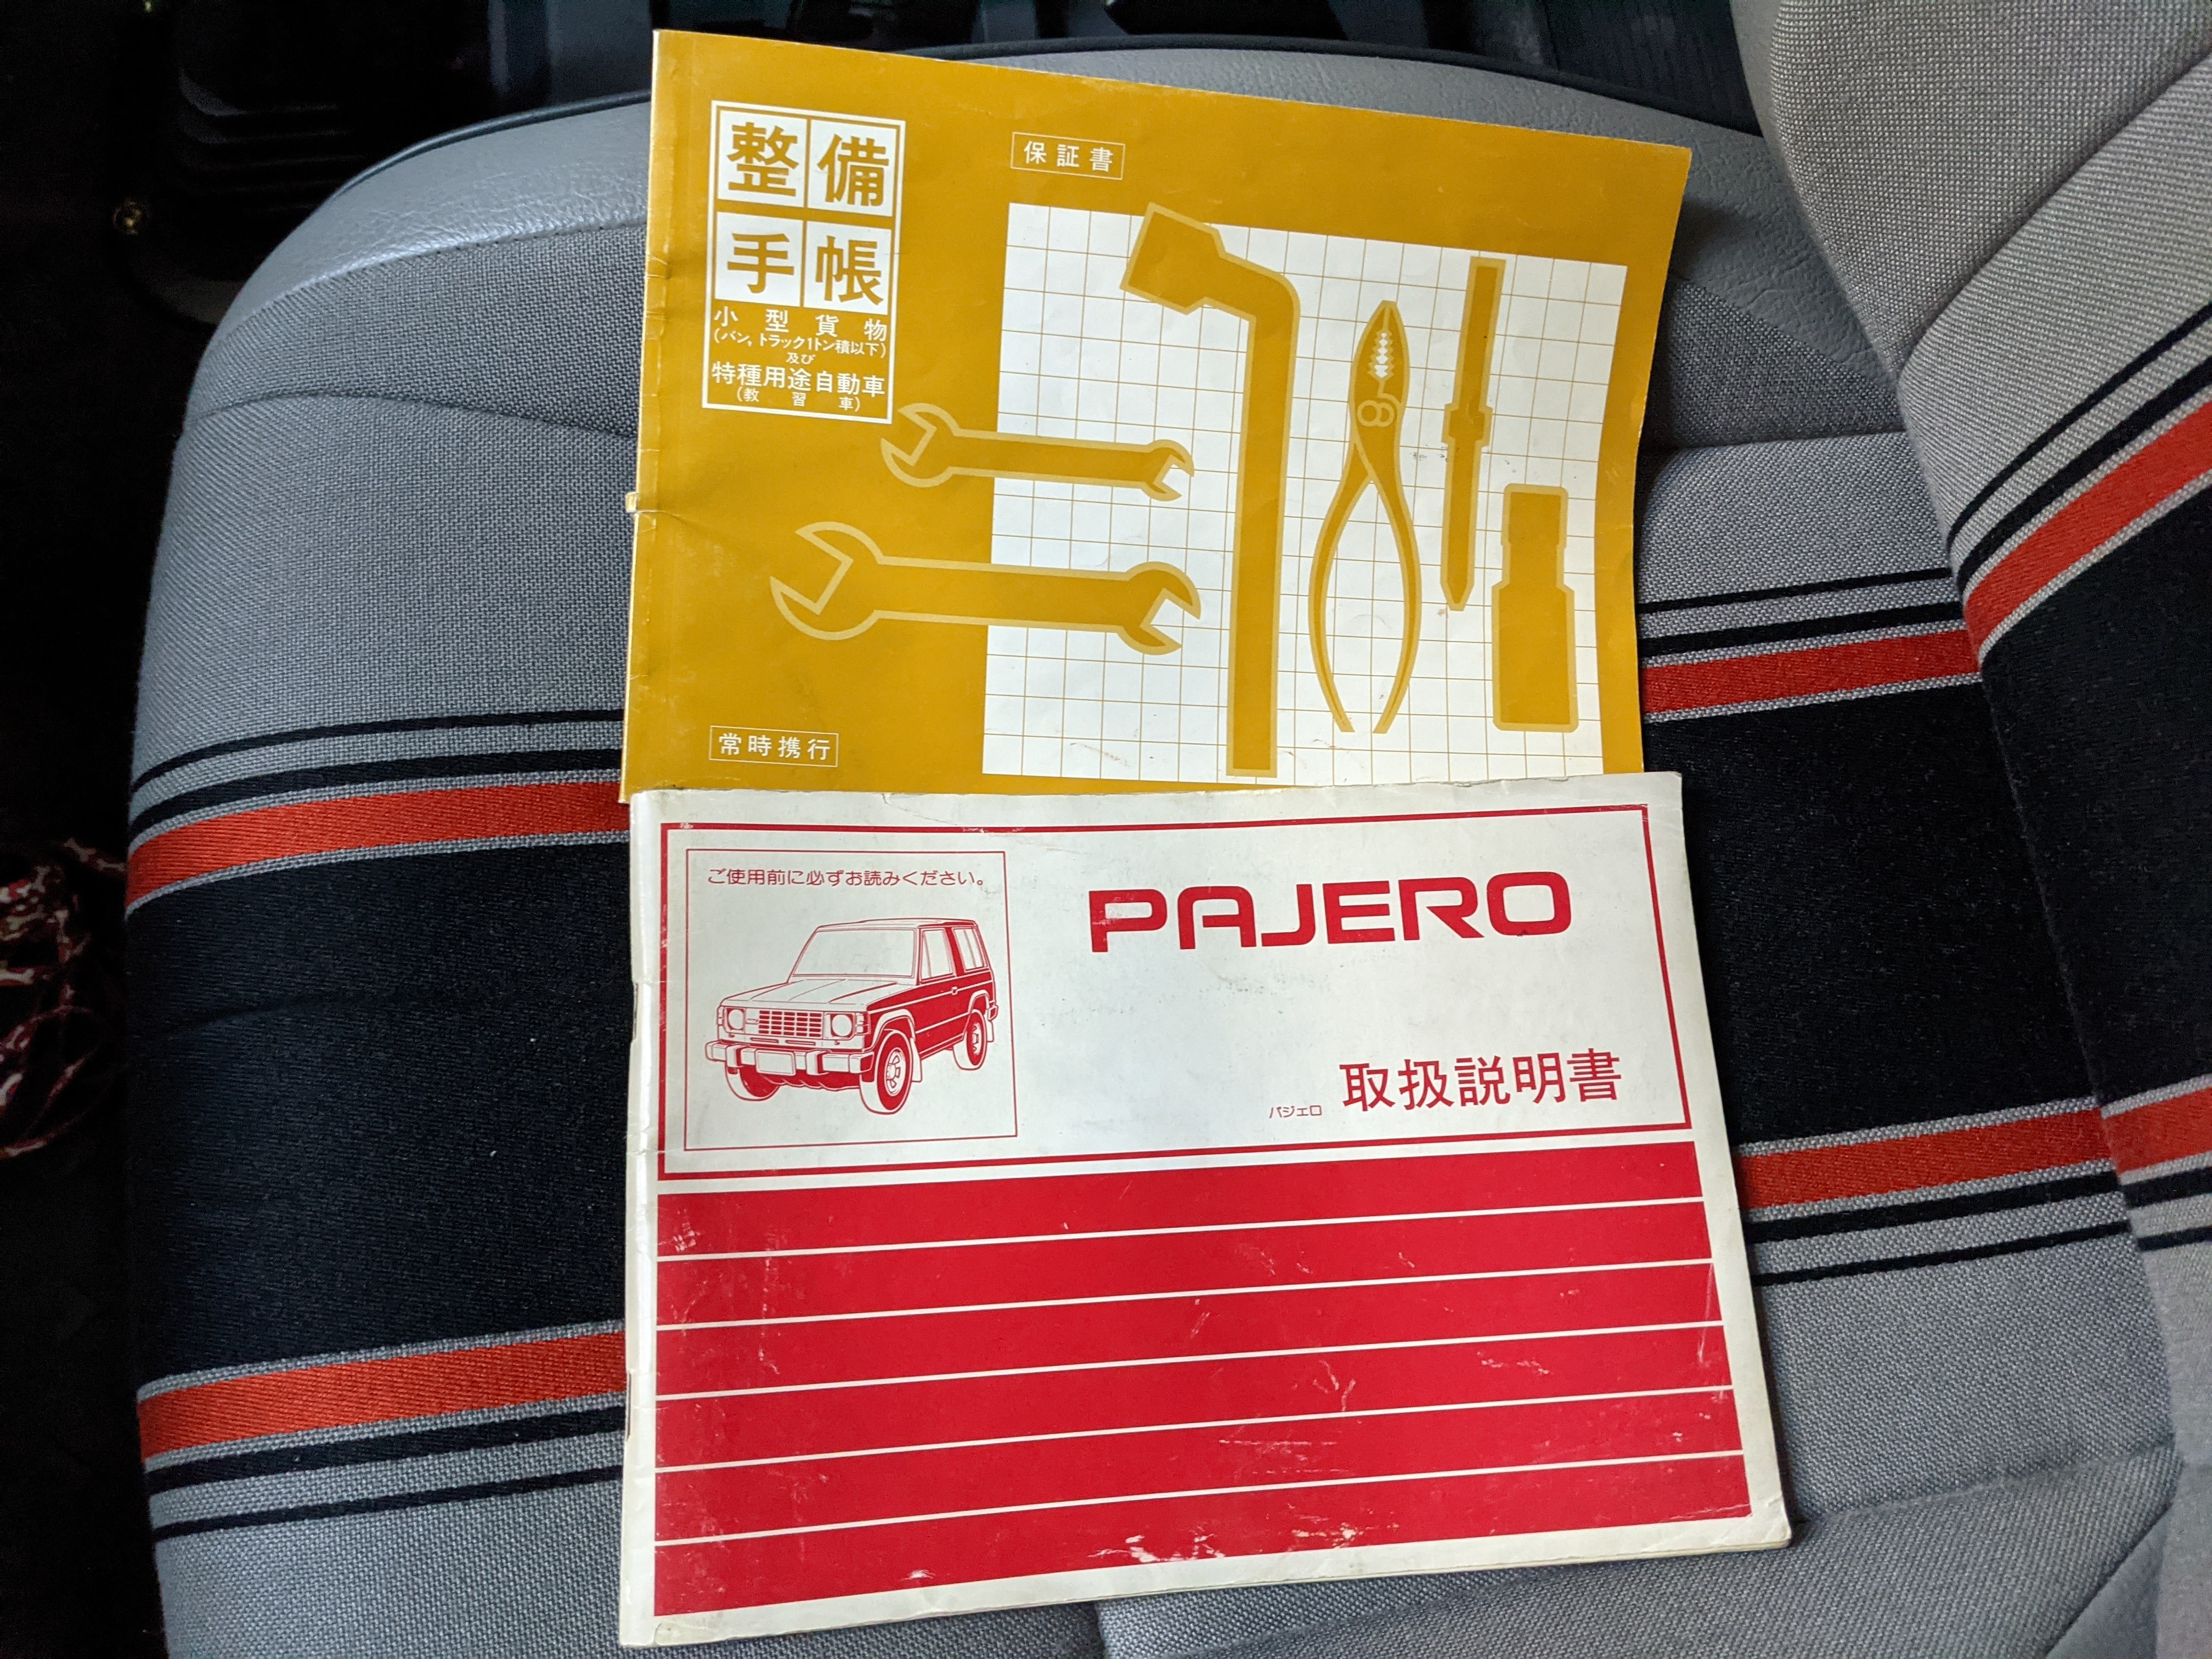 整備
手帳
小型貨物
(バン,トラック1トン積以下)
及び
特種用途自動車
(教習車)
保証書
常時携行
ご使用前に必ずお読みください。
PAJERO
パジェロ 取扱説明書